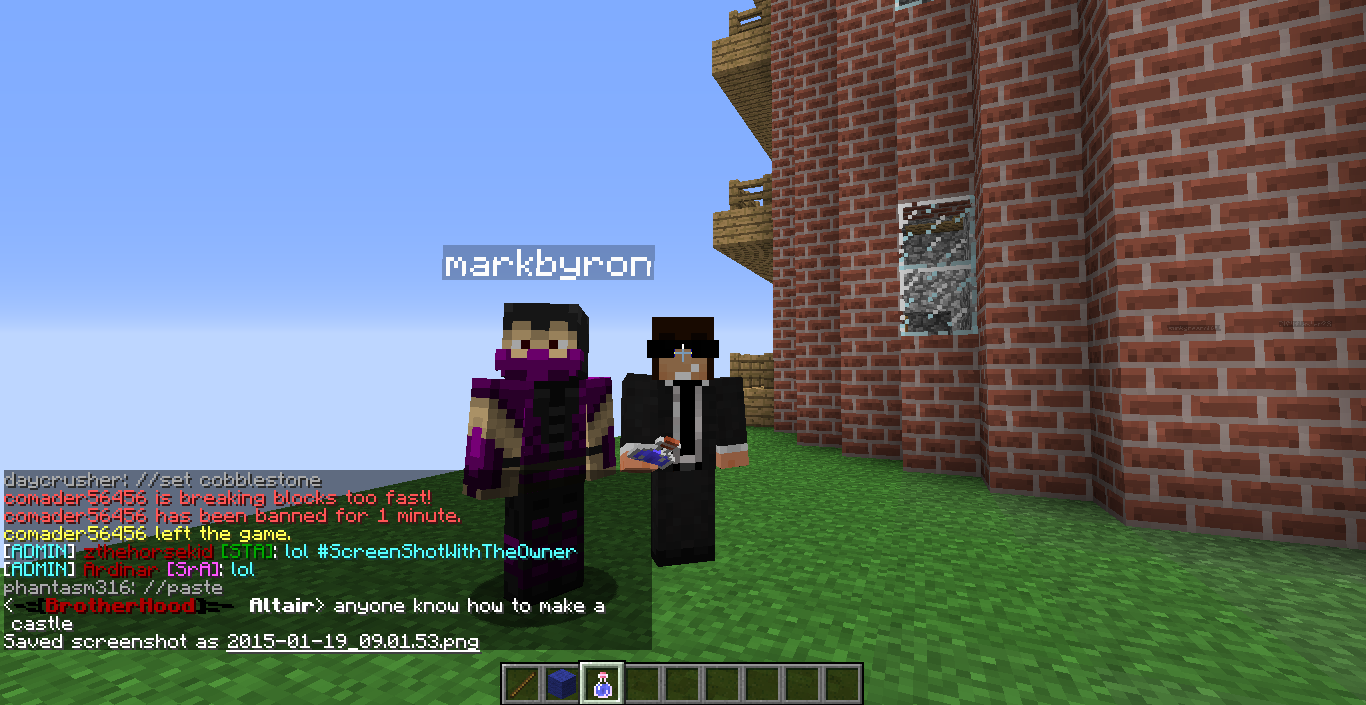 markbyron
daycrusher: //set cobblestone
comader56456 is breaking blocks too fast!
comader56456 has been banned for 1 minute.
comader56456 left the game.
[ADMIN] zthehorsekid [STA]: lol #ScreenShotWithTheOwner
[ADMIN] Ardinar [SrA]: lol
phantasm316: //paste
<-=[BrotherHood]=- Altair> anyone know how to make a
castle
Saved screenshot as 2015-01-19_09.01.53.png